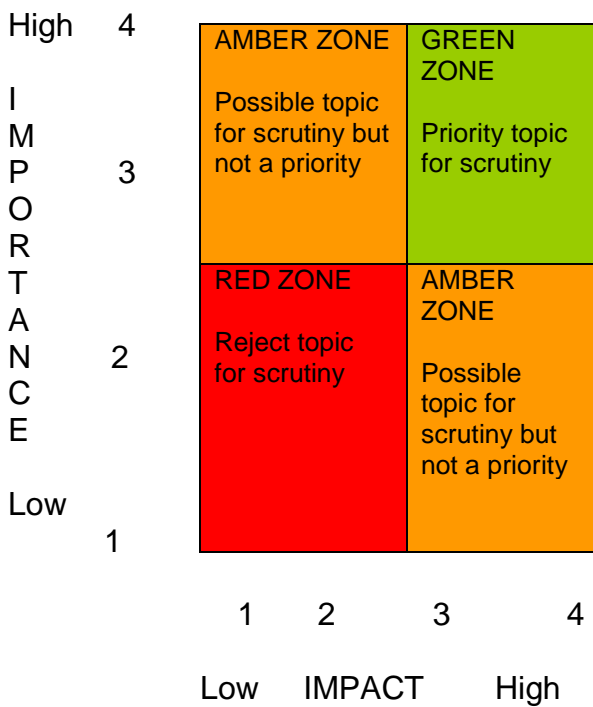 High 4
I
M
P
O
R
T
A
N
C
E
3
2
Low
1
AMBER ZONE
Possible topic
for scrutiny but
not a priority
GREEN
ZONE
Priority topic
for scrutiny
RED ZONE
Reject topic
for scrutiny
AMBER
ZONE
Possible
topic for
scrutiny but
not a priority
1 2 3 4
Low IMPACT High